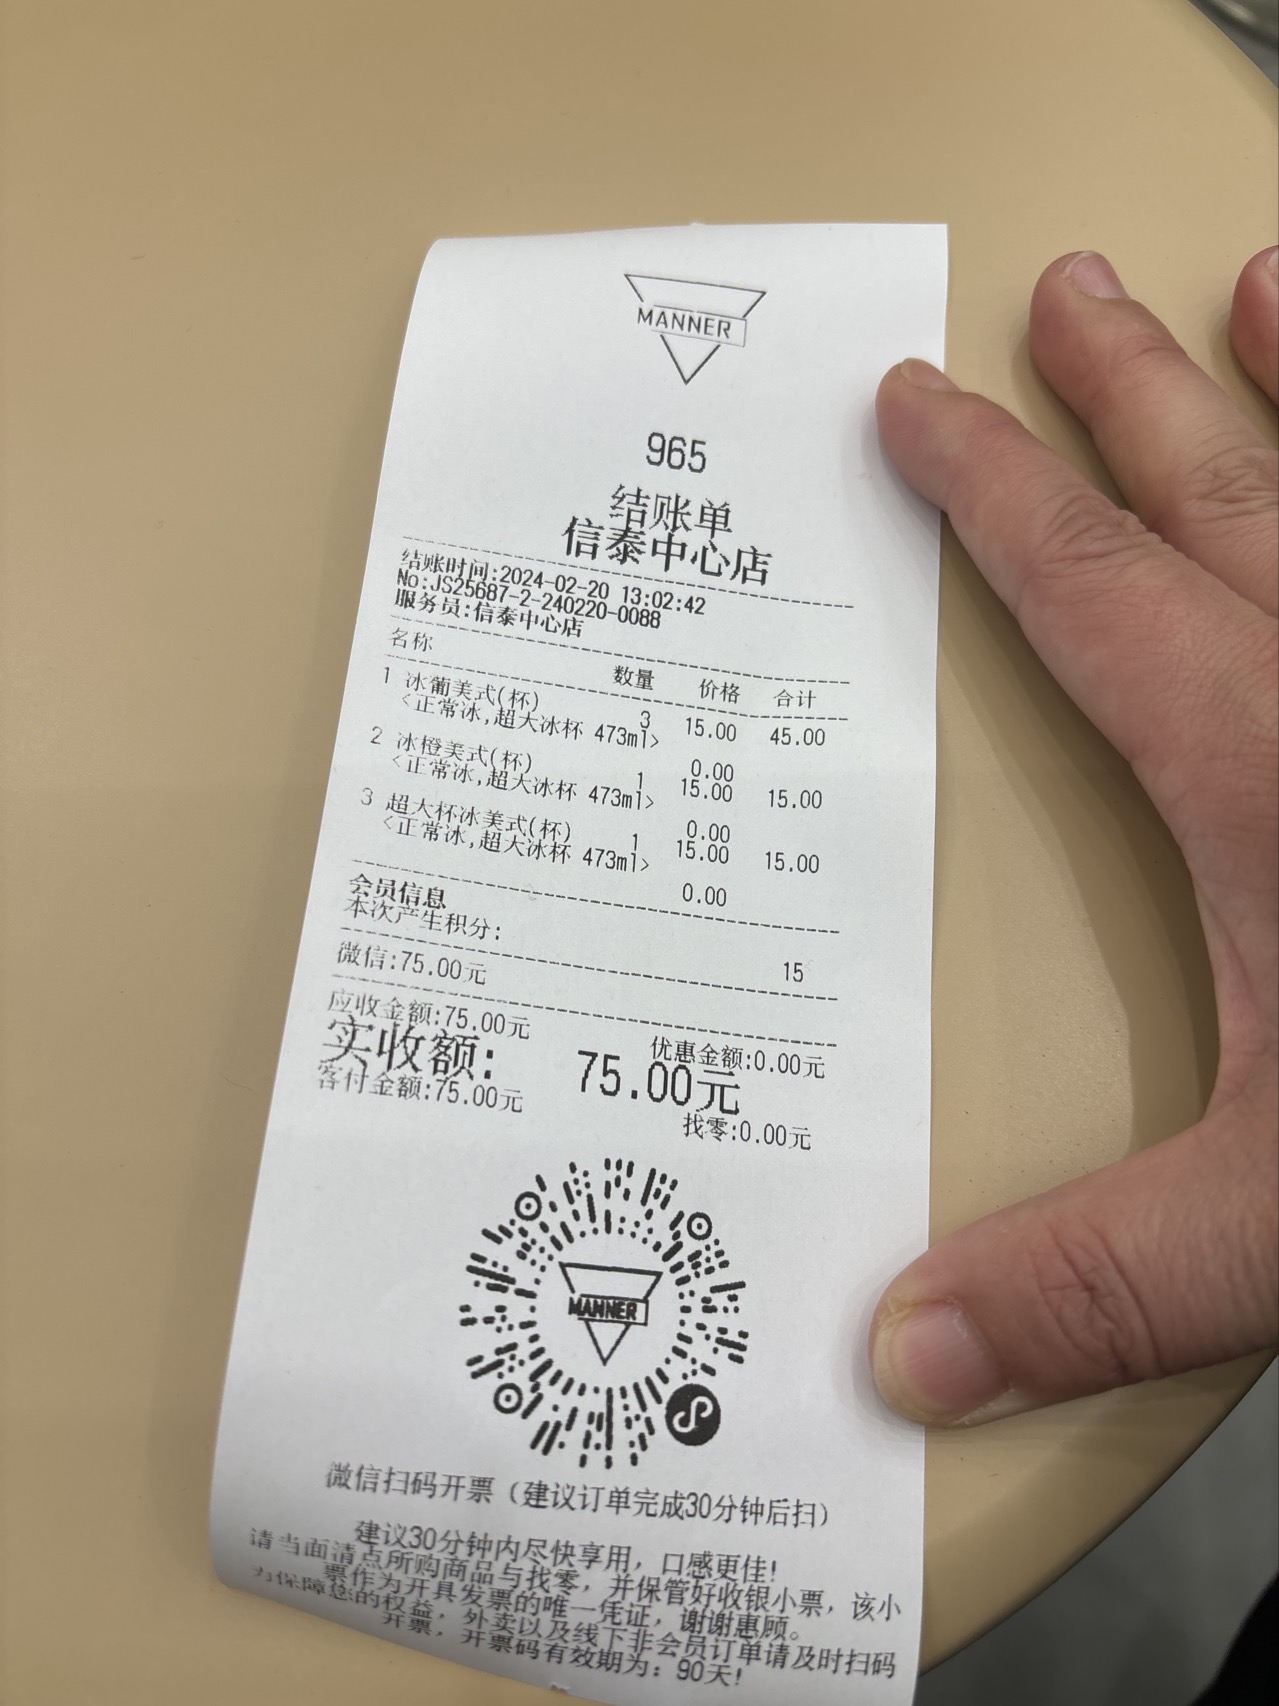 MANNER
965
结账单
信泰中心店
结账时间:2024-02-20 13:02:42
No:JS25687-2-240220-0088
服务员:信泰中心店
名称 数量 价格 合计
1 冰葡美式(杯) 3 15.00 45.00
<正常冰,超大冰杯 473ml> 0.00
2 冰橙美式(杯) 1 15.00 15.00
<正常冰,超大冰杯 473ml> 0.00
3 超大杯冰美式(杯) 1 15.00 15.00
<正常冰,超大冰杯 473ml> 0.00
会员信息
本次产生积分: 15
微信:75.00元
应收金额:75.00元 优惠金额:0.00元
实收额: 75.00元
客付金额:75.00元 找零:0.00元
MANNER
微信扫码开票（建议订单完成30分钟后扫）
建议30分钟内尽快享用，口感更佳!
请当面清点所购商品与找零，并保管好收银小票，该小
票作为开具发票的唯一凭证，谢谢惠顾。
为保障您的权益，外卖以及线下非会员订单请及时扫码
开票，开票码有效期为：90天!